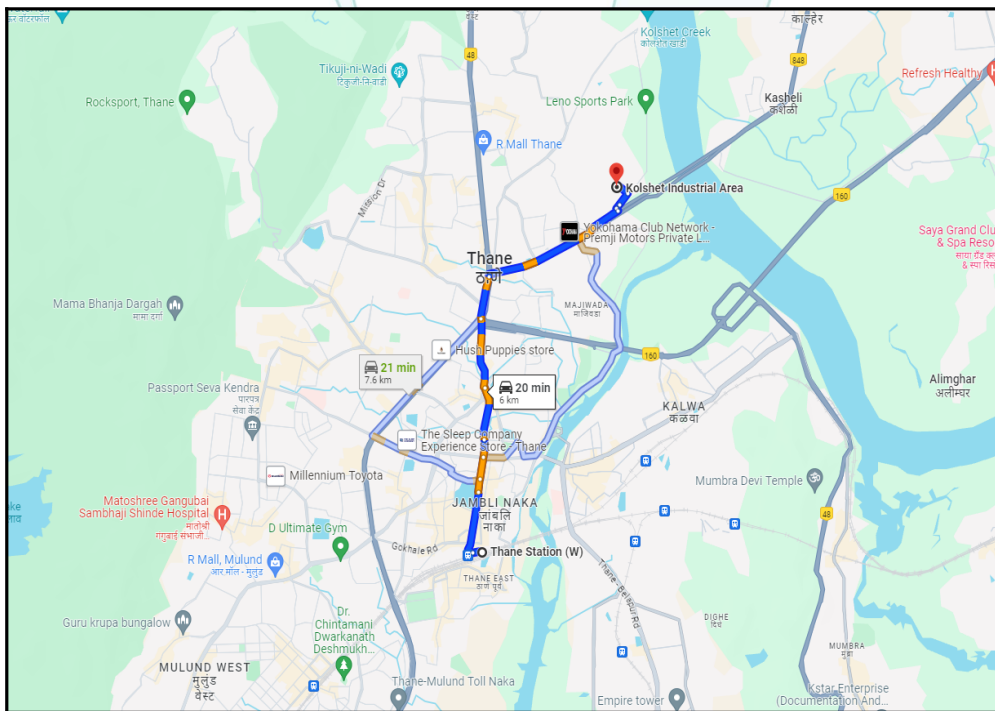 48
काल्हेर
Kolshet Creek
कोलशेत खाडी
848
Tikuji-ni-Wadi
टिकुजी-नि-वाडी
Refresh Healthy
Rocksport, Thane
Leno Sports Park
Kasheli
कशेळी
R Mall Thane
Mission Dr
Kolshet Industrial Area
160
Yokohama Club Network -
Premji Motors Private L...
Saya Grand Clu
& Spa Reso
Thane
ठाणे
Mama Bhanja Dargah
मामा दर्गा
MAJIWADA
माजिवडा
Hush Puppies store
160
21 min
7.6 km
20 min
6 km
Passport Seva Kendra
पारपत्र
सेवा केंद्र
Alimghar
अलीमघर
KALWA
कळवा
The Sleep Company
Experience Store - Thane
Millennium Toyota
Mumbra Devi Temple
Matoshree Gangubai
Sambhaji Shinde Hospital
मातोश्री
गंगुबाई संभाजी...
JAMBLI NAKA
जांबलि
नाका
48
D Ultimate Gym
Gokhale Rd
Thane Station (W)
R Mall, Mulund
आर मॉल - मुलुंड
THANE EAST
ठाणे पूर्व
Thane - Belapur Rd
Guru krupa bungalow
Dr.
Chintamani
Dwarkanath
Deshmukh...
DIGHE
दिघे
MUMBRA
मुंब्रा
MULUND WEST
मुलुंड
वेस्ट
Thane-Mulund Toll Naka
Empire tower
Kstar Enterprise
(Documentation And...